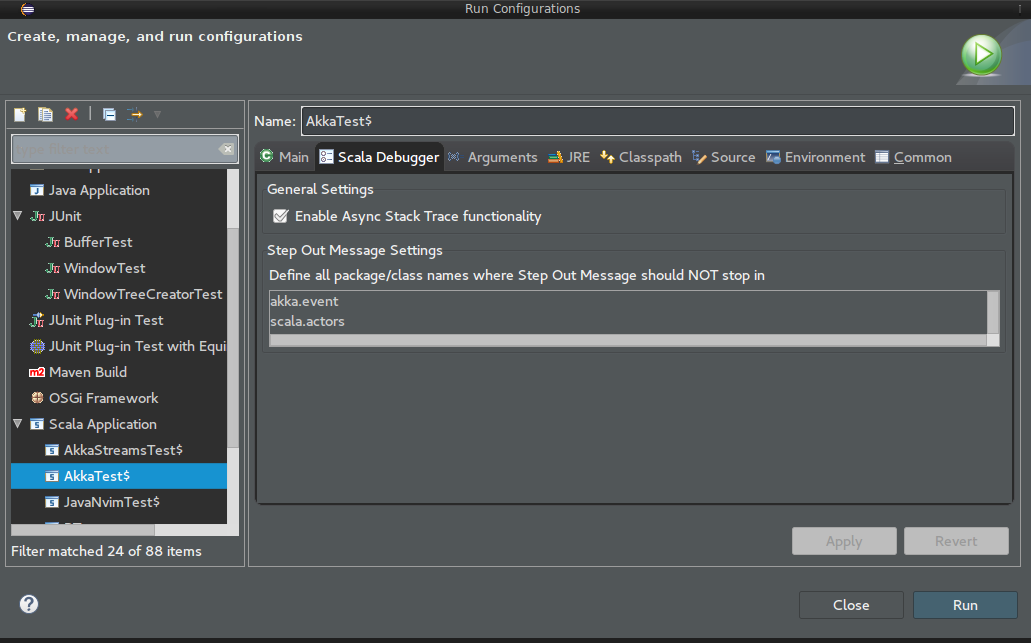 Run Configurations
Create, manage, and run configurations
Java Application
JUnit
BufferTest
WindowTest
WindowTreeCreatorTest
JUnit Plug-in Test
JUnit Plug-in Test with Equi
m2 Maven Build
OSGi Framework
Scala Application
AkkaStreamsTest$
AkkaTest$
JavaNvimTest$
Filter matched 24 of 88 items
Name: AkkaTest$
Main Scala Debugger Arguments JRE Classpath Source Environment Common
General Settings
Enable Async Stack Trace functionality
Step Out Message Settings
Define all package/class names where Step Out Message should NOT stop in
akka.event
scala.actors
Apply Revert
? Close Run